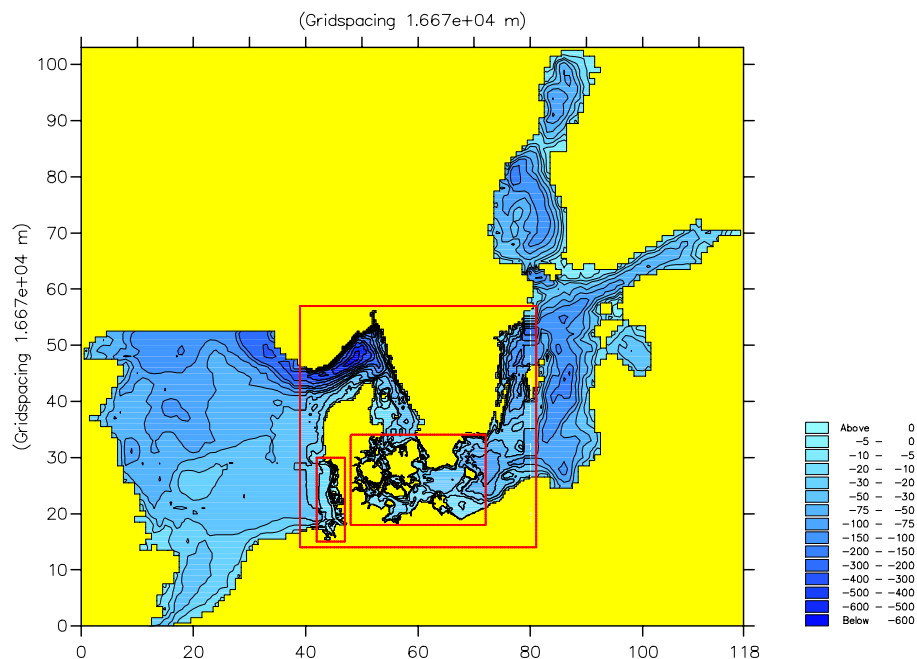 (Gridspacing 1.667e+04 m)
(Gridspacing 1.667e+04 m)
100
90
80
70
60
50
40
30
20
10
0
0 20 40 60 80 100 118
Above 0
-5 - 0
-10 - -5
-20 - -10
-30 - -20
-50 - -30
-75 - -50
-100 - -75
-150 - -100
-200 - -150
-300 - -200
-400 - -300
-500 - -400
-600 - -500
Below -600